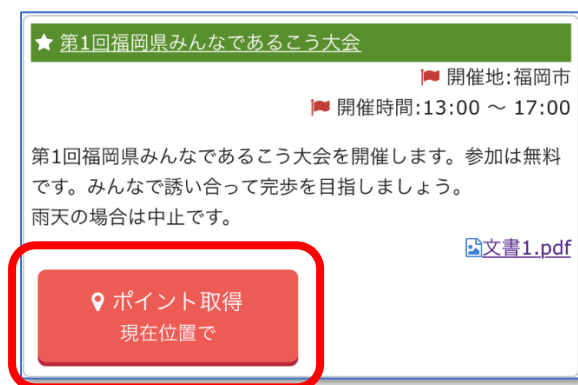 第1回福岡県みんなであるこう大会
開催地:福岡市
開催時間:13:00 ～ 17:00
第1回福岡県みんなであるこう大会を開催します。参加は無料
です。みんなで誘い合って完歩を目指しましょう。
雨天の場合は中止です。
文書1.pdf
ポイント取得
現在位置で